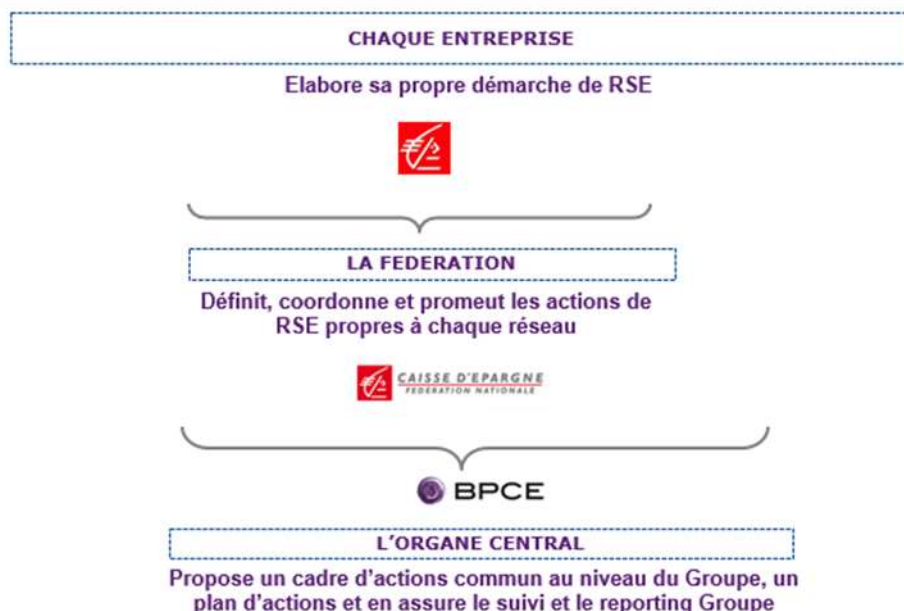 CHAQUE ENTREPRISE
Elabore sa propre démarche de RSE
LA FEDERATION
Définit, coordonne et promeut les actions de
RSE propres à chaque réseau
CAISSE D'EPARGNE
FEDERATION NATIONALE
BPCE
L'ORGANE CENTRAL
Propose un cadre d'actions commun au niveau du Groupe, un
plan d'actions et en assure le suivi et le reporting Groupe